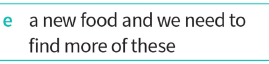 e a new food and we need to
find more of these